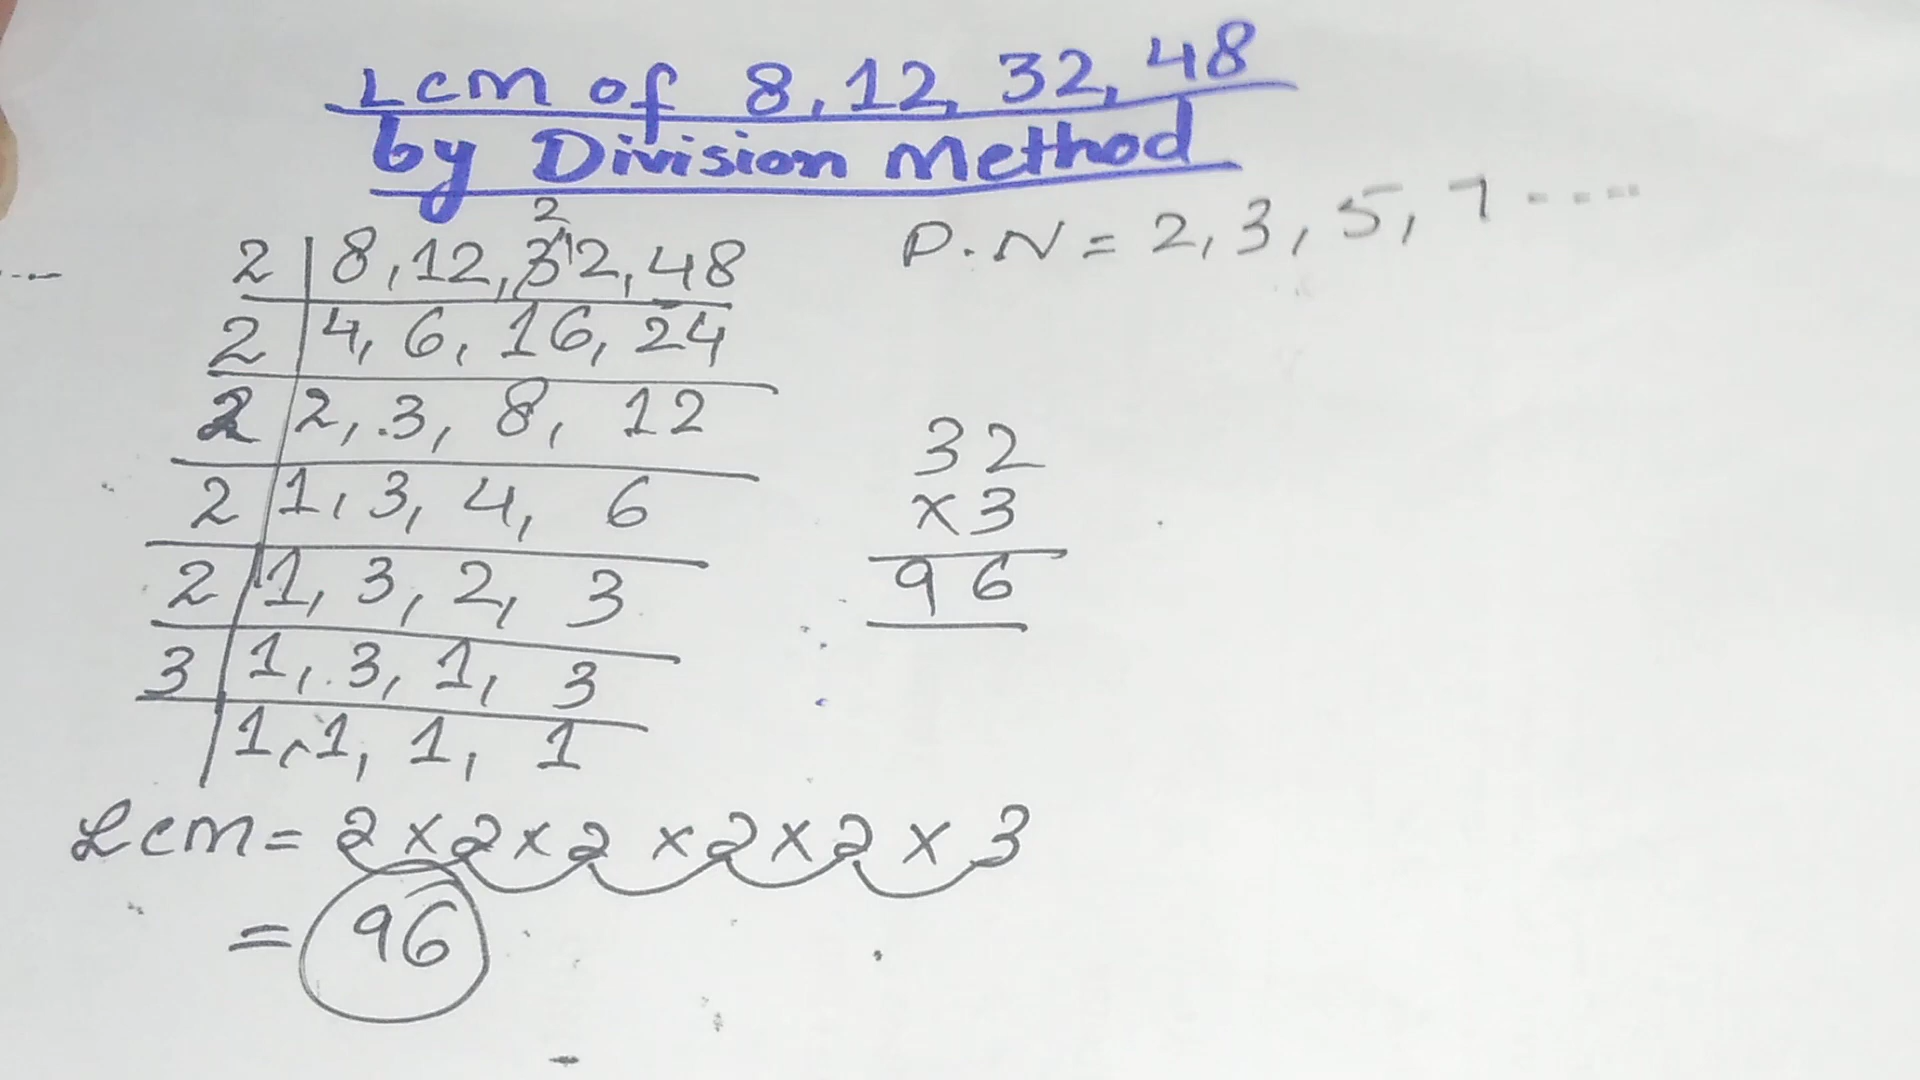 LCM of 8, 12, 32, 48
by Division Method
P.N = 2, 3, 5, 7 ....
2
2 | 8, 12, 32, 48
2 | 4, 6, 16, 24
2 | 2, 3, 8, 12
2 | 1, 3, 4, 6
2 | 1, 3, 2, 3
3 | 1, 3, 1, 3
| 1, 1, 1, 1
32
×3
96
LCM = 2 × 2 × 2 × 2 × 2 × 3
= 96